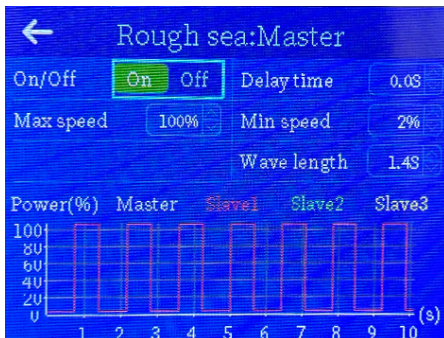 Rough sea:Master
On/Off On Off Delay time 0.0S
Max speed 100% Min speed 2%
Wave length 1.4S
Power(%) Master Slave1 Slave2 Slave3
100
80
60
40
20
0
1 2 3 4 5 6 7 8 9 10 (s)